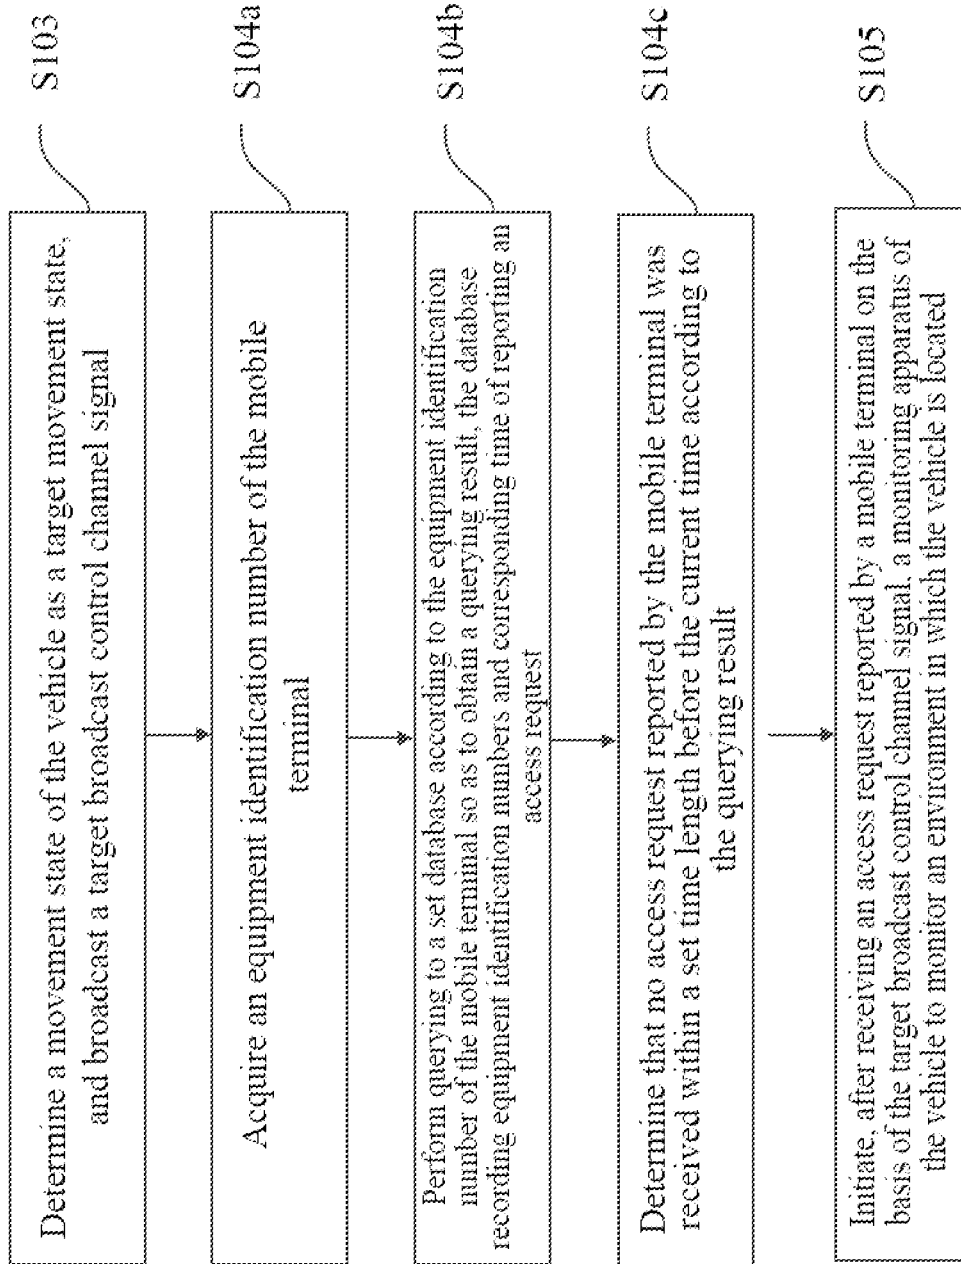 S103
Determine a movement state of the vehicle as a target movement state,
and broadcast a target broadcast control channel signal
S104a
Acquire an equipment identification number of the mobile
terminal
S104b
Perform querying to a set database according to the equipment identification
number of the mobile terminal so as to obtain a querying result, the database
recording equipment identification numbers and corresponding time of reporting an
access request
S104c
Determine that no access request reported by the mobile terminal was
received within a set time length before the current time according to
the querying result
S105
Initiate, after receiving an access request reported by a mobile terminal on the
basis of the target broadcast control channel signal, a monitoring apparatus of
the vehicle to monitor an environment in which the vehicle is located